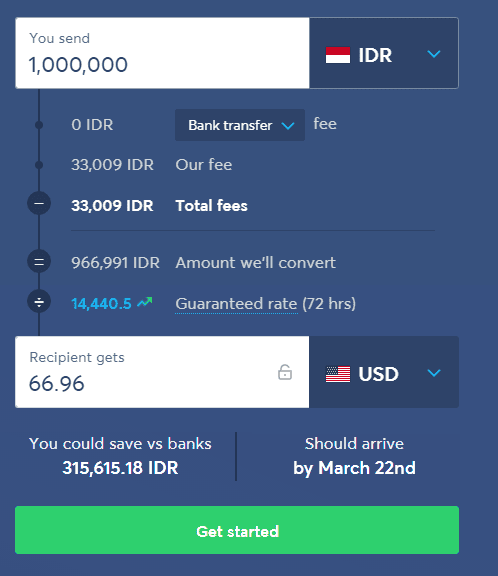 You send
1,000,000 IDR
0 IDR Bank transfer fee
33,009 IDR Our fee
33,009 IDR Total fees
966,991 IDR Amount we'll convert
14,440.5 Guaranteed rate (72 hrs)
Recipient gets
66.96 USD
You could save vs banks
315,615.18 IDR
Should arrive
by March 22nd
Get started